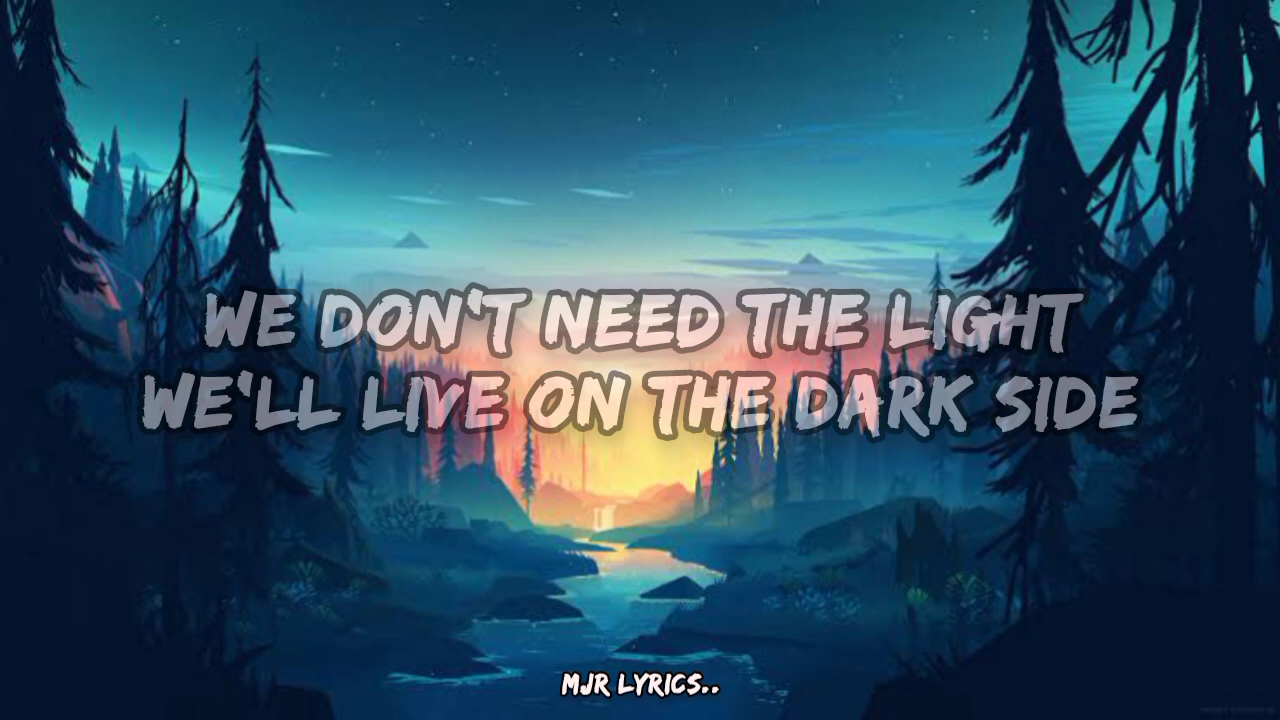 WE DON'T NEED THE LIGHT
WE'LL LIVE ON THE DARK SIDE
MJR LYRICS..